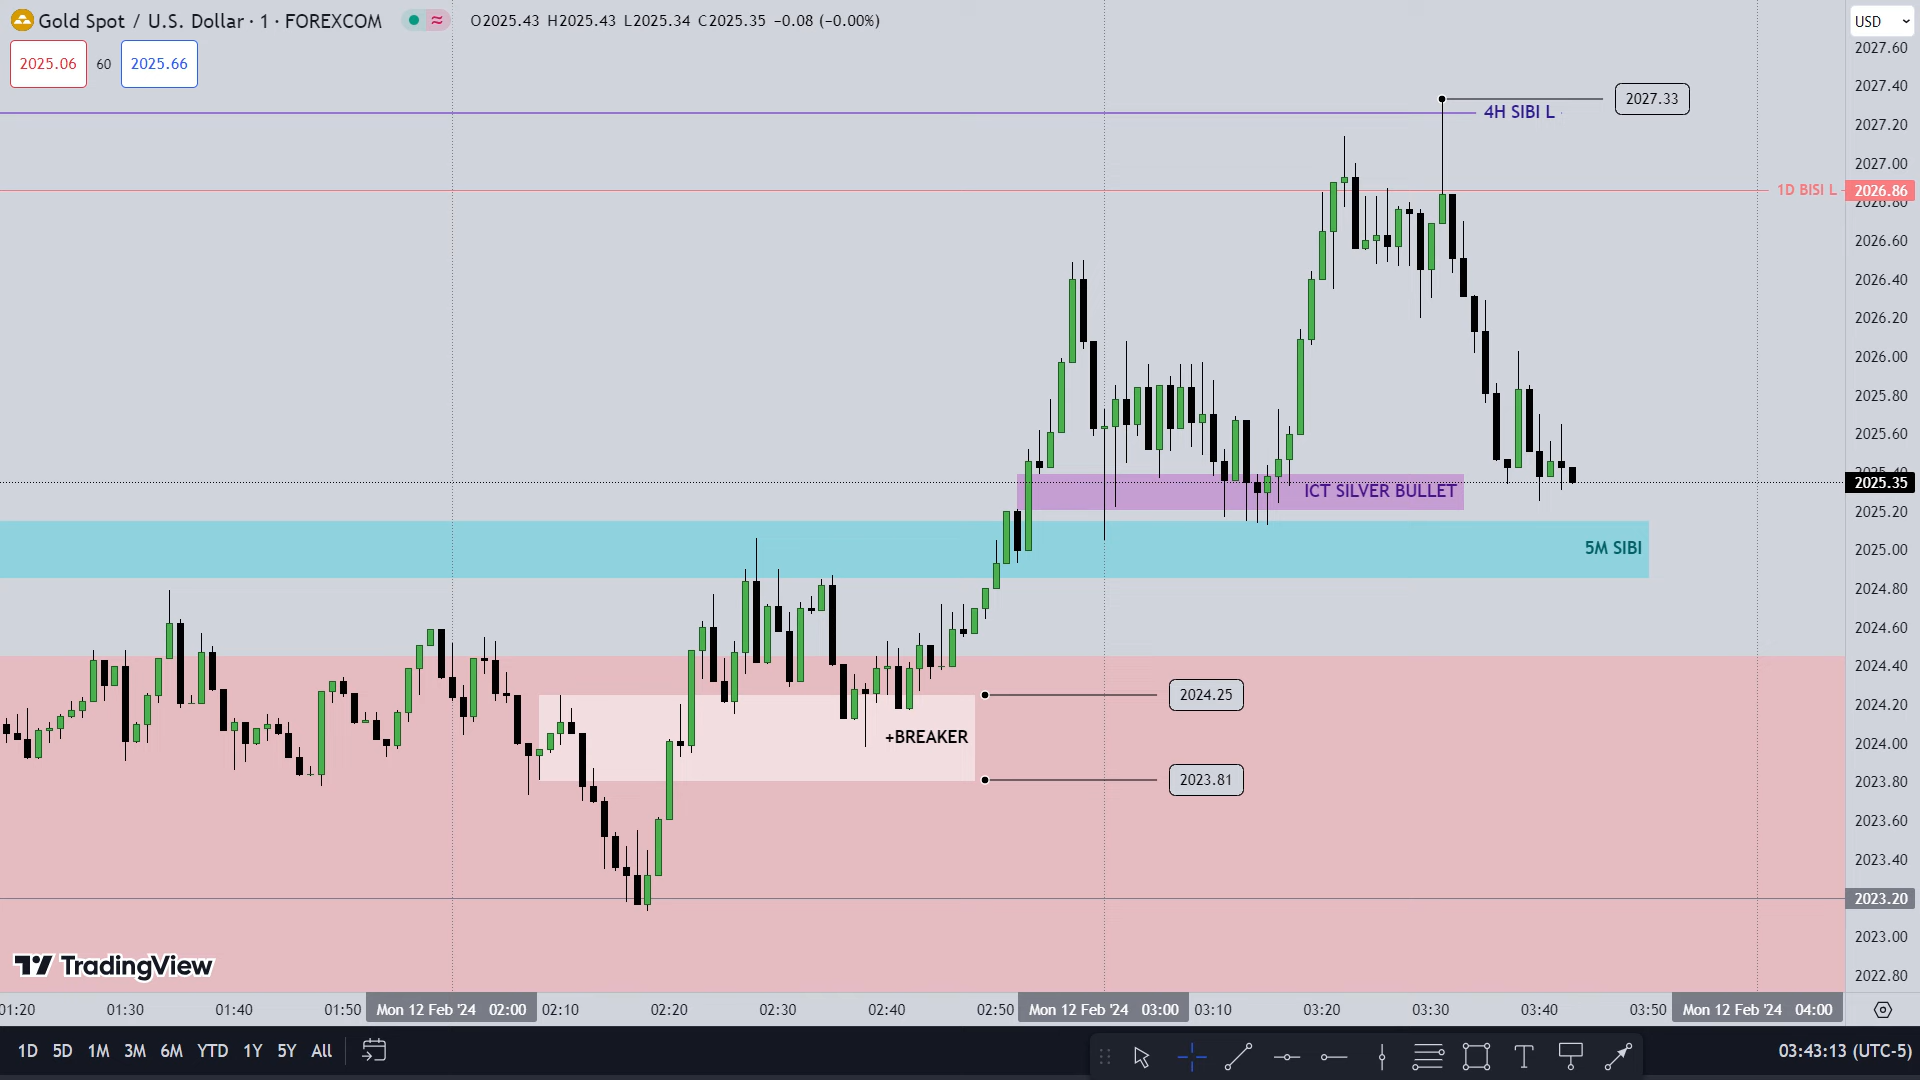 Gold Spot / U.S. Dollar · 1 · FOREXCOM
O2025.43 H2025.43 L2025.34 C2025.35 −0.08 (−0.00%)
USD
2025.06 60 2025.66
2027.60
2027.40
2027.33
4H SIBI L
2027.20
2027.00
1D BISI L
2026.86
2026.80
2026.60
2026.40
2026.20
2026.00
2025.80
2025.60
2025.40
2025.35
ICT SILVER BULLET
2025.20
5M SIBI
2025.00
2024.80
2024.60
2024.40
2024.25
2024.20
+BREAKER
2024.00
2023.81
2023.80
2023.60
2023.40
2023.20
2023.00
TradingView
2022.80
01:20 01:30 01:40 01:50 Mon 12 Feb '24 02:00 02:10 02:20 02:30 02:40 02:50 Mon 12 Feb '24 03:00 03:10 03:20 03:30 03:40 03:50 Mon 12 Feb '24 04:00
1D 5D 1M 3M 6M YTD 1Y 5Y All
03:43:13 (UTC-5)